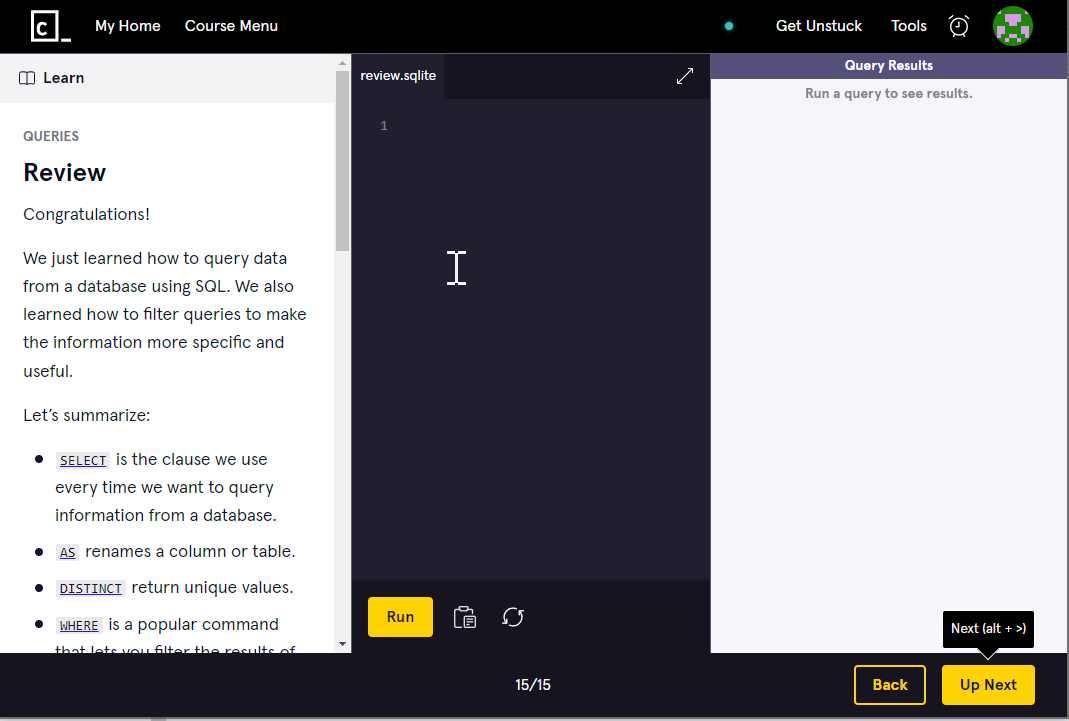 c_
My Home Course Menu Get Unstuck Tools
Learn
QUERIES
Review
Congratulations!
We just learned how to query data
from a database using SQL. We also
learned how to filter queries to make
the information more specific and
useful.
Let’s summarize:
SELECT is the clause we use
every time we want to query
information from a database.
AS renames a column or table.
DISTINCT return unique values.
WHERE is a popular command
that lets you filter the results of
review.sqlite
1
Run
Query Results
Run a query to see results.
Next (alt + >)
15/15
Back
Up Next